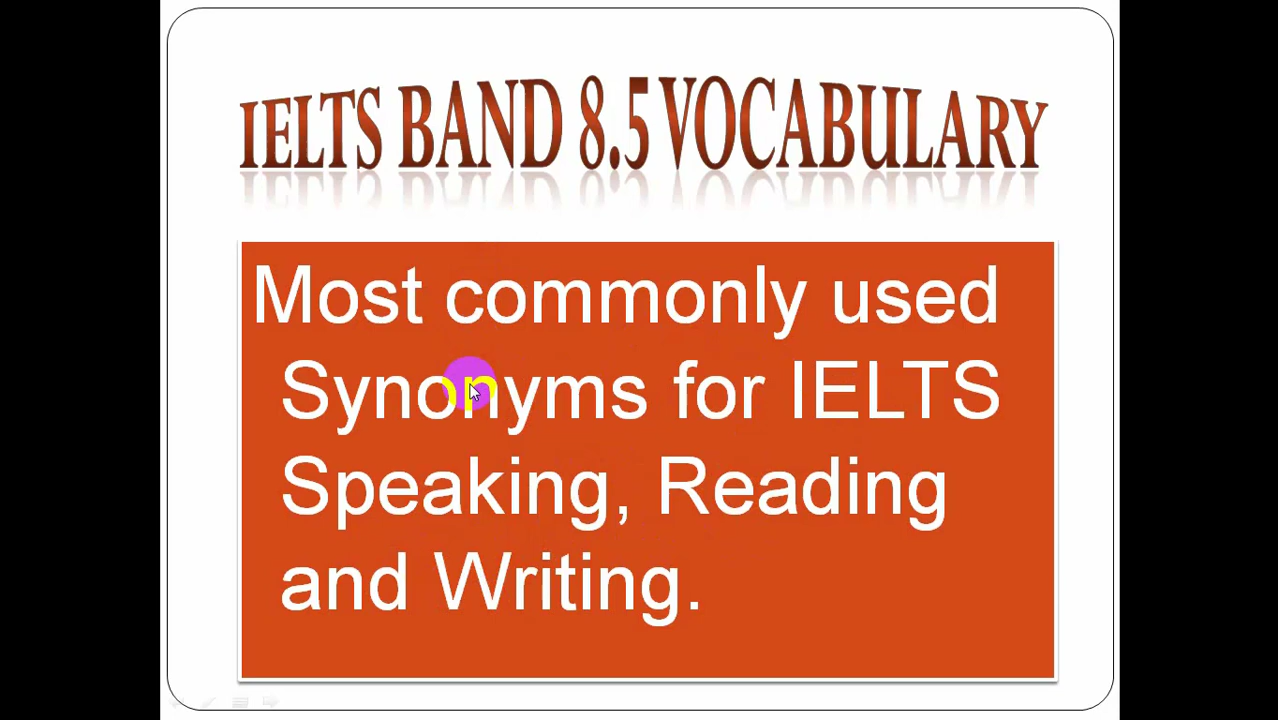 IELTS BAND 8.5 VOCABULARY
Most commonly used
Synonyms for IELTS
Speaking, Reading
and Writing.